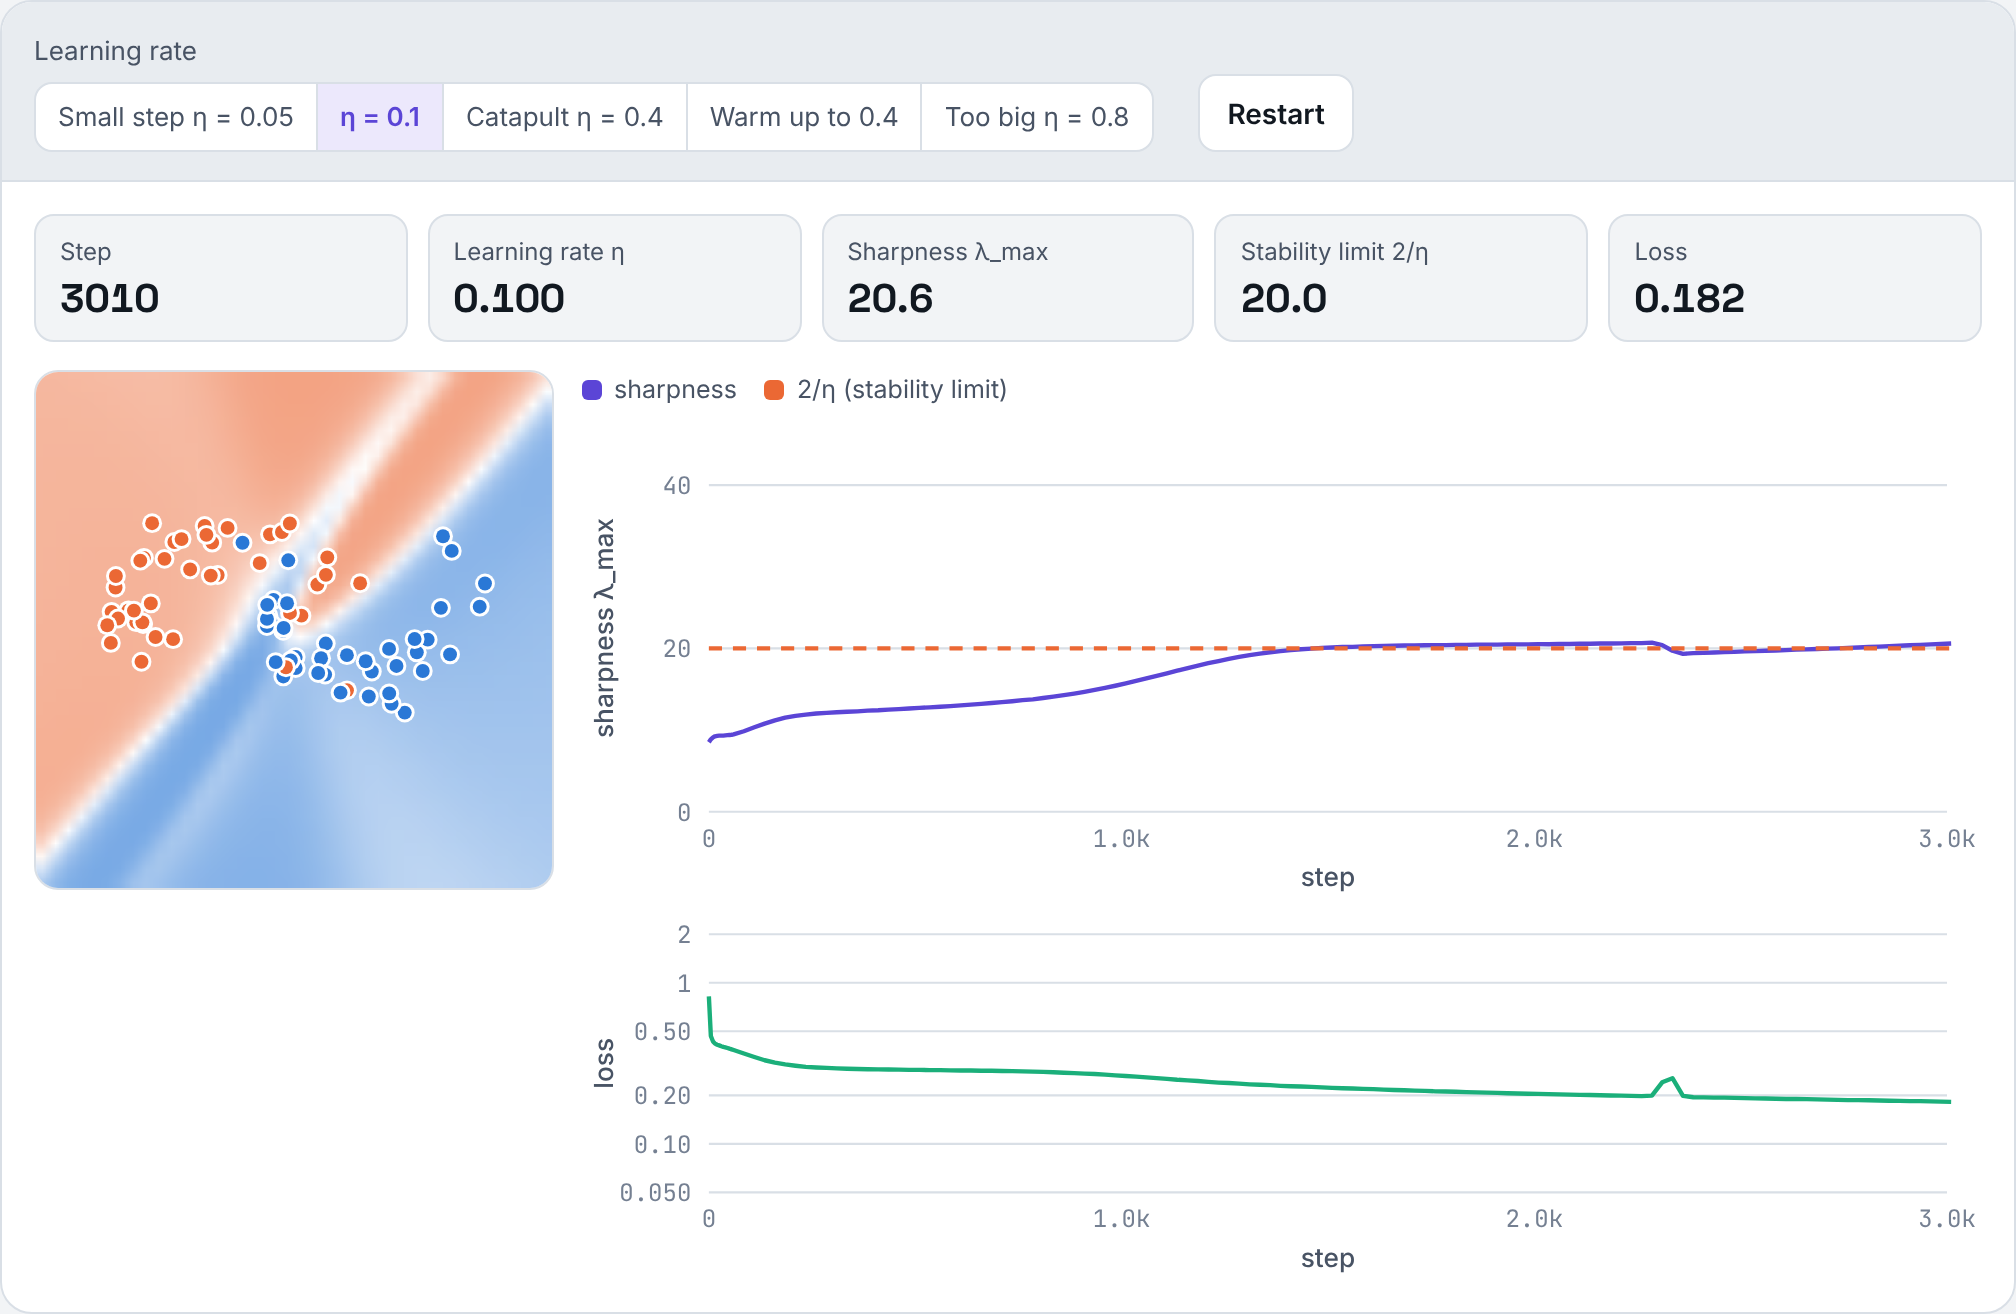 Learning rate
Small step η = 0.05
η = 0.1
Catapult η = 0.4
Warm up to 0.4
Too big η = 0.8
Restart
Step
3010
Learning rate η
0.100
Sharpness λ_max
20.6
Stability limit 2/η
20.0
Loss
0.182
sharpness
2/η (stability limit)
sharpness λ_max
40
20
0
0
1.0k
2.0k
3.0k
step
loss
2
1
0.50
0.20
0.10
0.050
0
1.0k
2.0k
3.0k
step